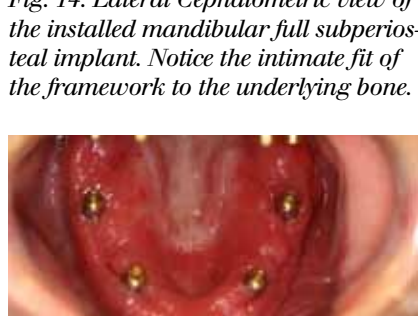 Fig. 14. Lateral Cephalometric view of
the installed mandibular full subperios-
teal implant. Notice the intimate fit of
the framework to the underlying bone.